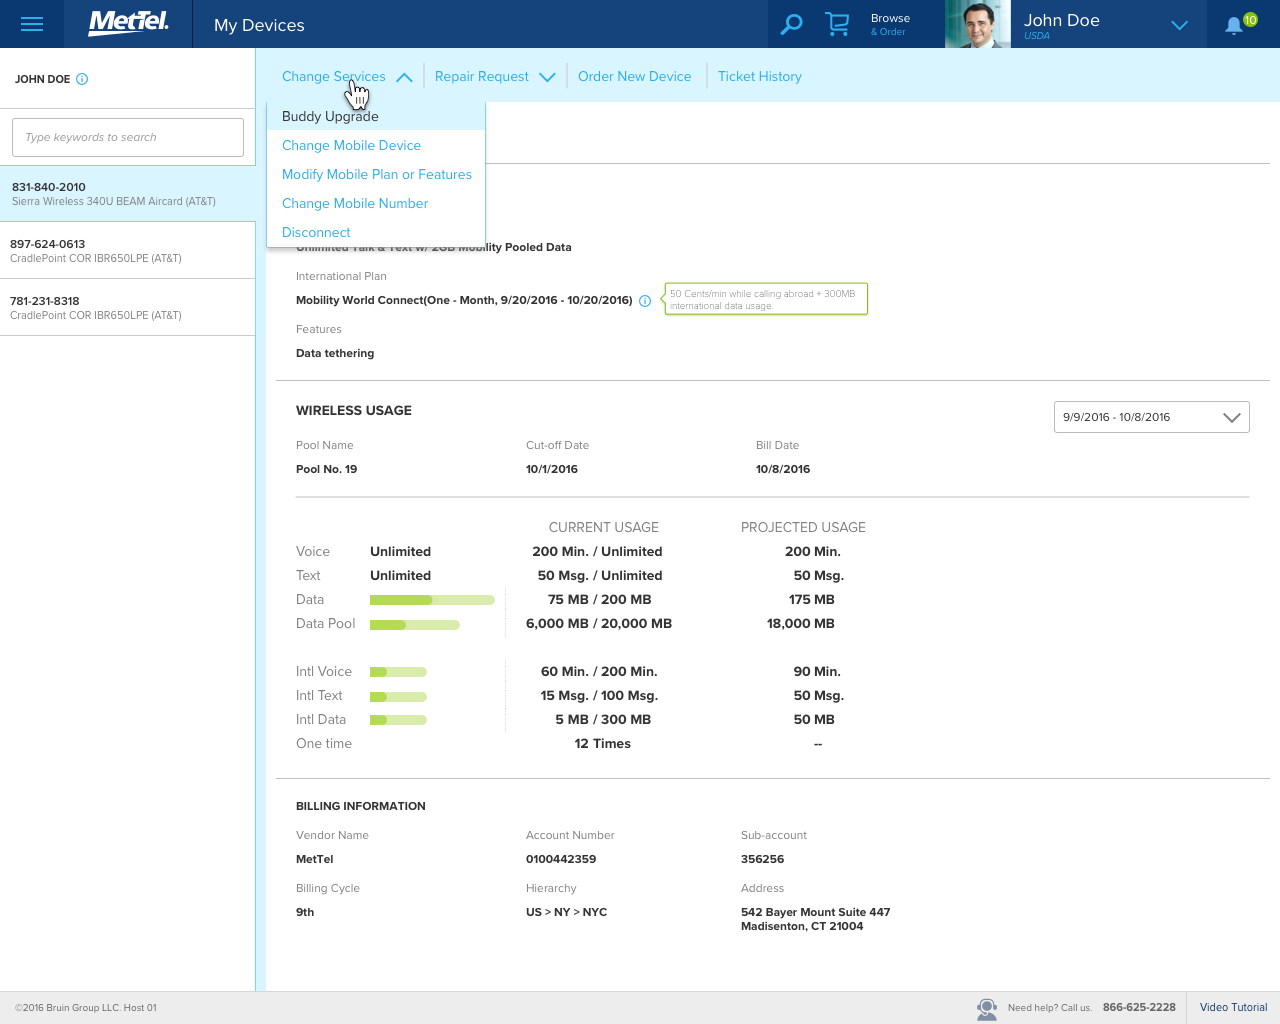 MetTel.
My Devices
Browse
& Order
John Doe
USDA
10
JOHN DOE
Type keywords to search
831-840-2010
Sierra Wireless 340U BEAM Aircard (AT&T)
897-624-0613
CradlePoint COR IBR650LPE (AT&T)
781-231-8318
CradlePoint COR IBR650LPE (AT&T)
Change Services
Repair Request
Order New Device
Ticket History
Buddy Upgrade
Change Mobile Device
Modify Mobile Plan or Features
Change Mobile Number
Disconnect
Unlimited Talk & Text w/ 2GB Mobility Pooled Data
International Plan
Mobility World Connect(One - Month, 9/20/2016 - 10/20/2016)
50 Cents/min while calling abroad + 300MB
international data usage.
Features
Data tethering
WIRELESS USAGE
9/9/2016 - 10/8/2016
Pool Name Cut-off Date Bill Date
Pool No. 19 10/1/2016 10/8/2016
CURRENT USAGE PROJECTED USAGE
Voice Unlimited 200 Min. / Unlimited 200 Min.
Text Unlimited 50 Msg. / Unlimited 50 Msg.
Data 75 MB / 200 MB 175 MB
Data Pool 6,000 MB / 20,000 MB 18,000 MB
Intl Voice 60 Min. / 200 Min. 90 Min.
Intl Text 15 Msg. / 100 Msg. 50 Msg.
Intl Data 5 MB / 300 MB 50 MB
One time 12 Times --
BILLING INFORMATION
Vendor Name Account Number Sub-account
MetTel 0100442359 356256
Billing Cycle Hierarchy Address
9th US > NY > NYC 542 Bayer Mount Suite 447
Madisenton, CT 21004
©2016 Bruin Group LLC. Host 01
Need help? Call us. 866-625-2228
Video Tutorial